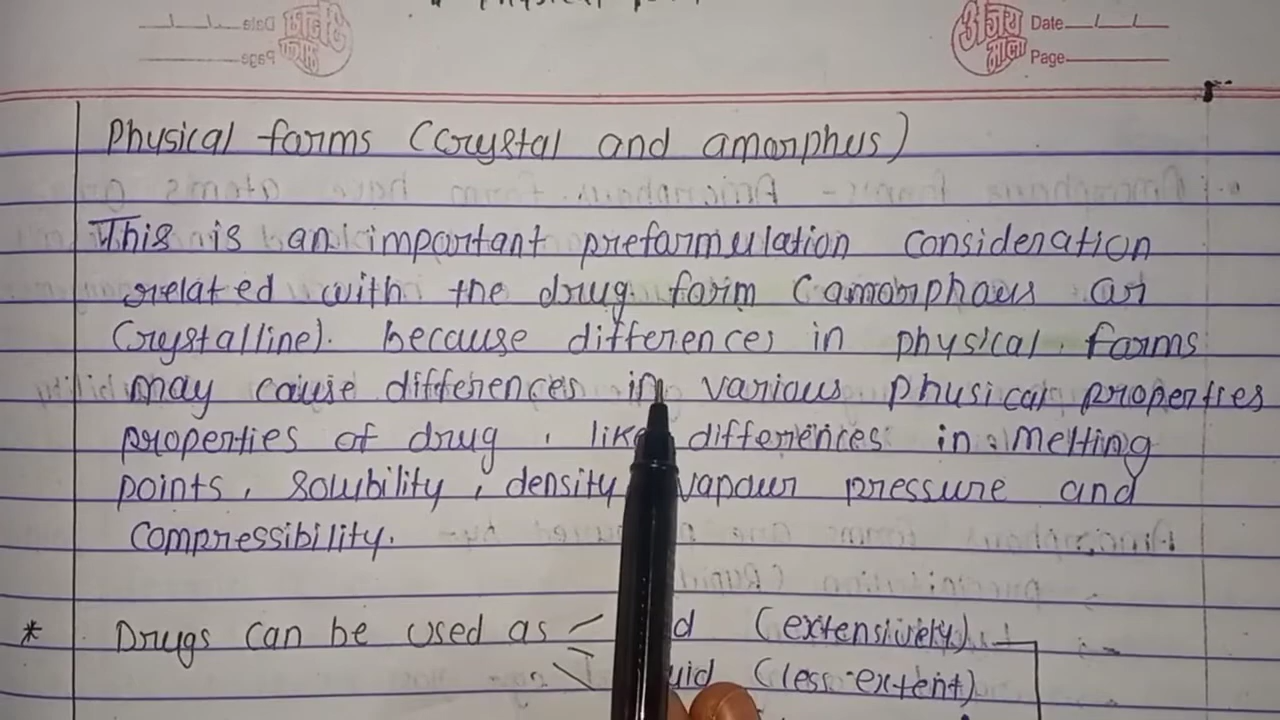 Date
Page
Physical forms (crystal and amorphus)
This is an important preformulation consideration
related with the drug form (amorphous or
Crystalline). because differences in physical forms
may cause differences in various phusical properties
properties of drug, like differences in melting
points, solubility, density vapour pressure and
Compressibility.
* Drugs can be used as (extensively)
(less extent)